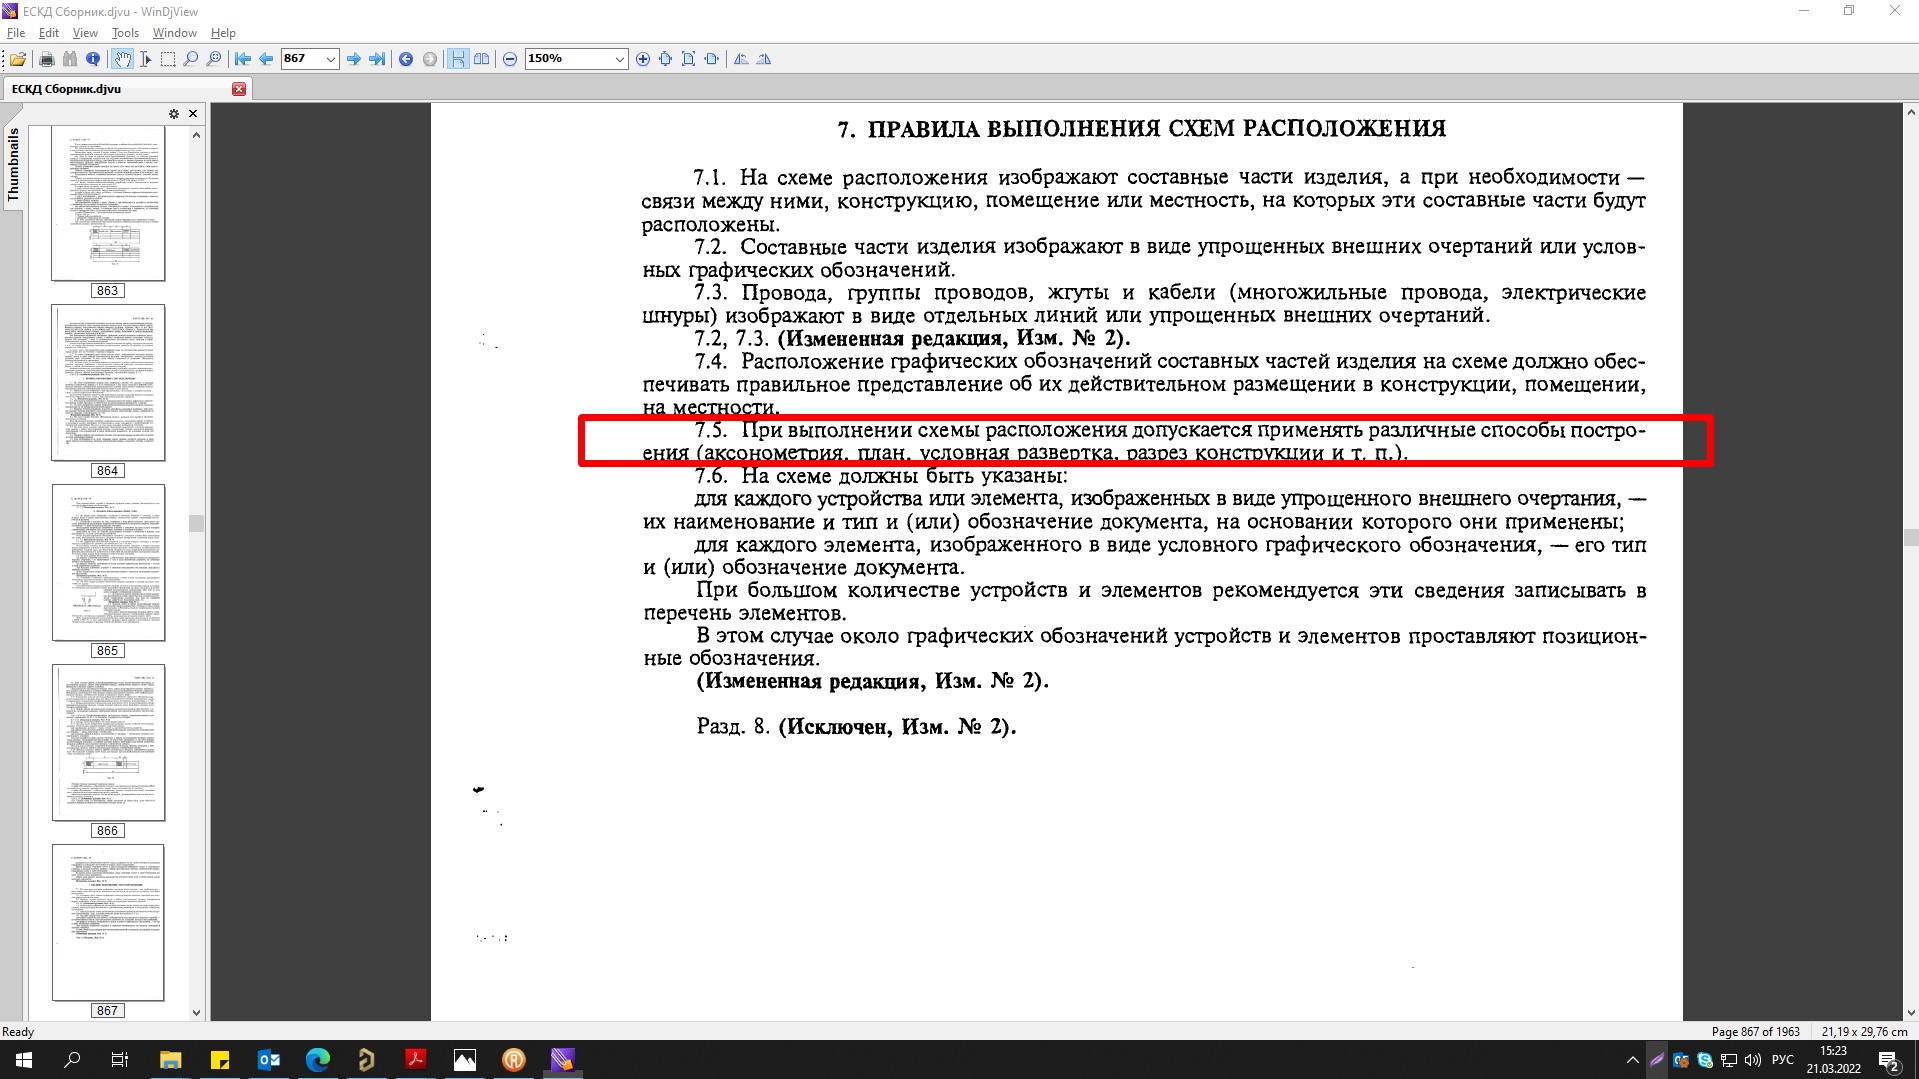 ЕСКД Сборник.djvu - WinDjView
File Edit View Tools Window Help
867 150%
ЕСКД Сборник.djvu
Thumbnails
863
864
865
866
867
7. ПРАВИЛА ВЫПОЛНЕНИЯ СХЕМ РАСПОЛОЖЕНИЯ
7.1. На схеме расположения изображают составные части изделия, а при необходимости —
связи между ними, конструкцию, помещение или местность, на которых эти составные части будут
расположены.
7.2. Составные части изделия изображают в виде упрощенных внешних очертаний или услов-
ных графических обозначений.
7.3. Провода, группы проводов, жгуты и кабели (многожильные провода, электрические
шнуры) изображают в виде отдельных линий или упрощенных внешних очертаний.
7.2, 7.3. (Измененная редакция, Изм. № 2).
7.4. Расположение графических обозначений составных частей изделия на схеме должно обес-
печивать правильное представление об их действительном размещении в конструкции, помещении,
на местности.
7.5. При выполнении схемы расположения допускается применять различные способы постро-
ения (аксонометрия, план, условная развертка, разрез конструкции и т. п.).
7.6. На схеме должны быть указаны:
для каждого устройства или элемента, изображенных в виде упрощенного внешнего очертания, —
их наименование и тип и (или) обозначение документа, на основании которого они применены;
для каждого элемента, изображенного в виде условного графического обозначения, — его тип
и (или) обозначение документа.
При большом количестве устройств и элементов рекомендуется эти сведения записывать в
перечень элементов.
В этом случае около графических обозначений устройств и элементов проставляют позицион-
ные обозначения.
(Измененная редакция, Изм. № 2).
Разд. 8. (Исключен, Изм. № 2).
Ready
Page 867 of 1963 21,19 x 29,76 cm
РУС
15:23
21.03.2022
2